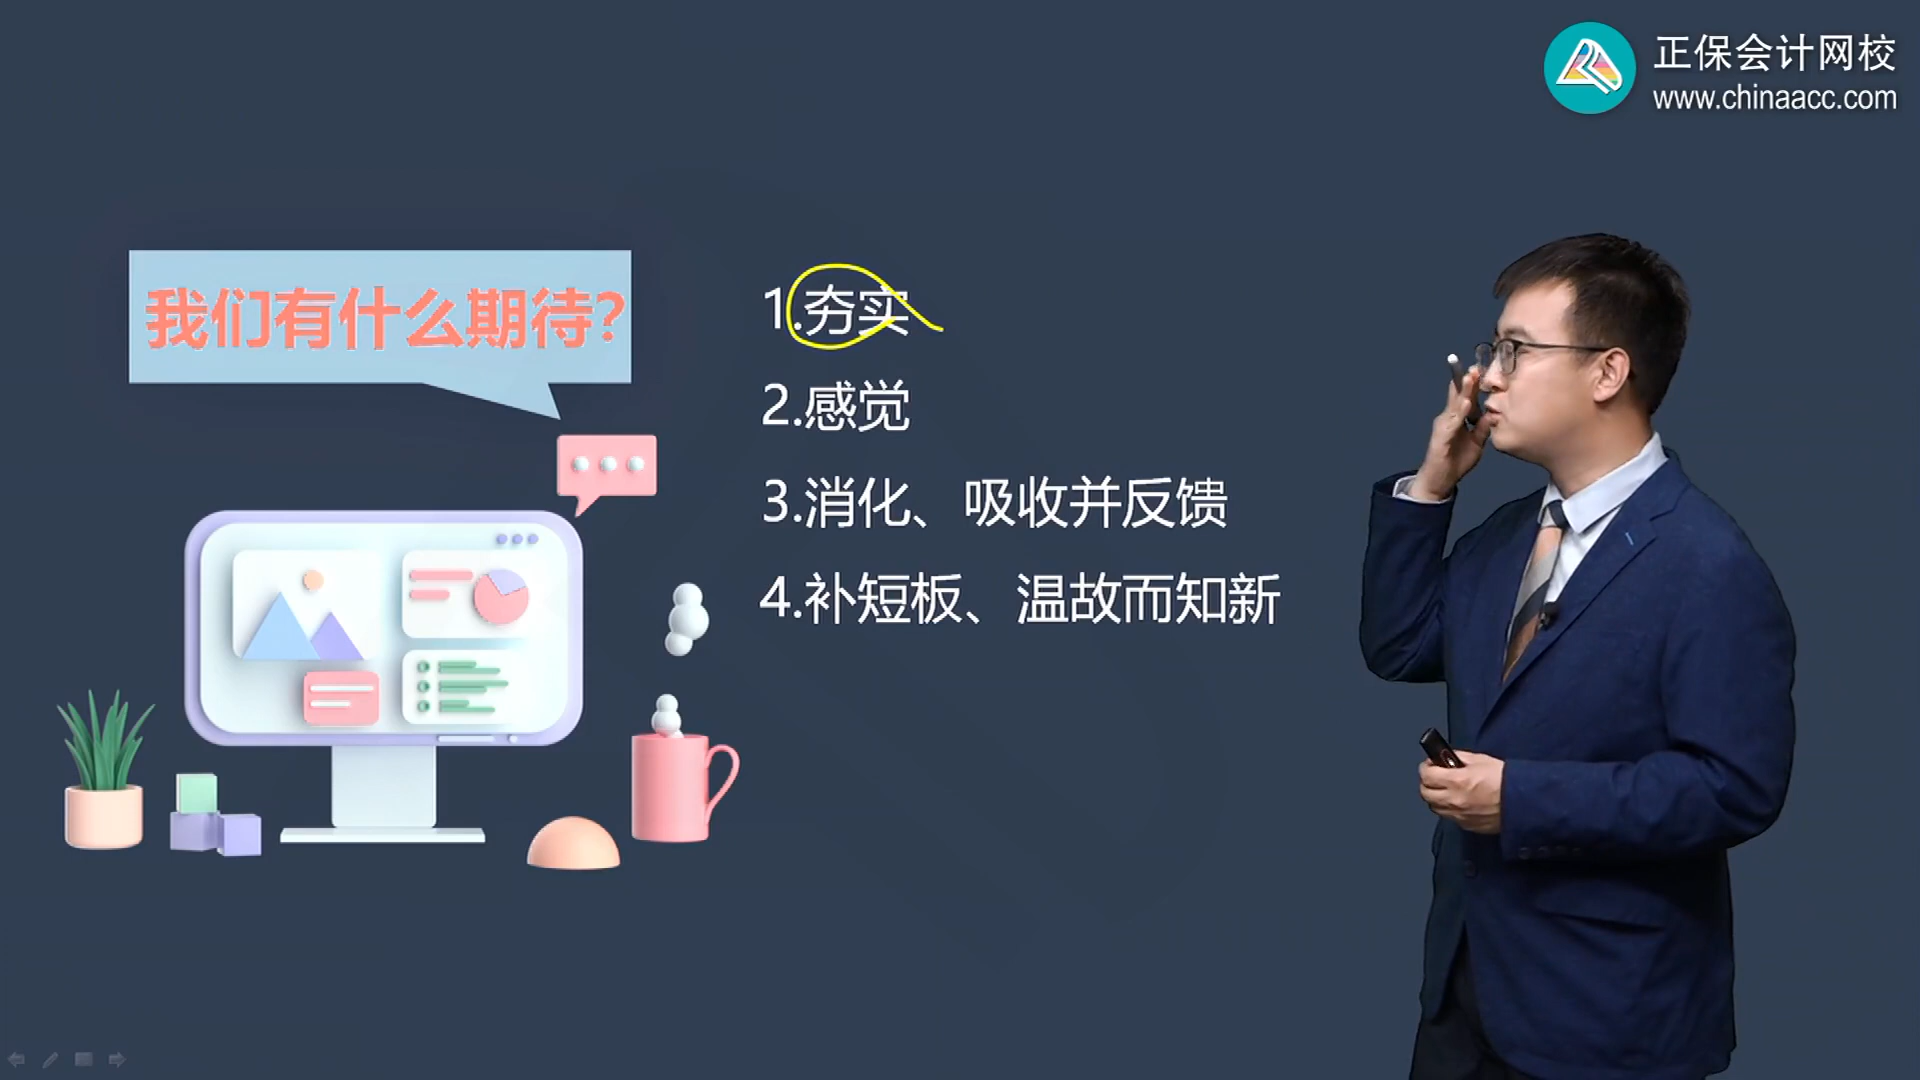 正保会计网校
www.chinaacc.com
我们有什么期待?
1.夯实
2.感觉
3.消化、吸收并反馈
4.补短板、温故而知新